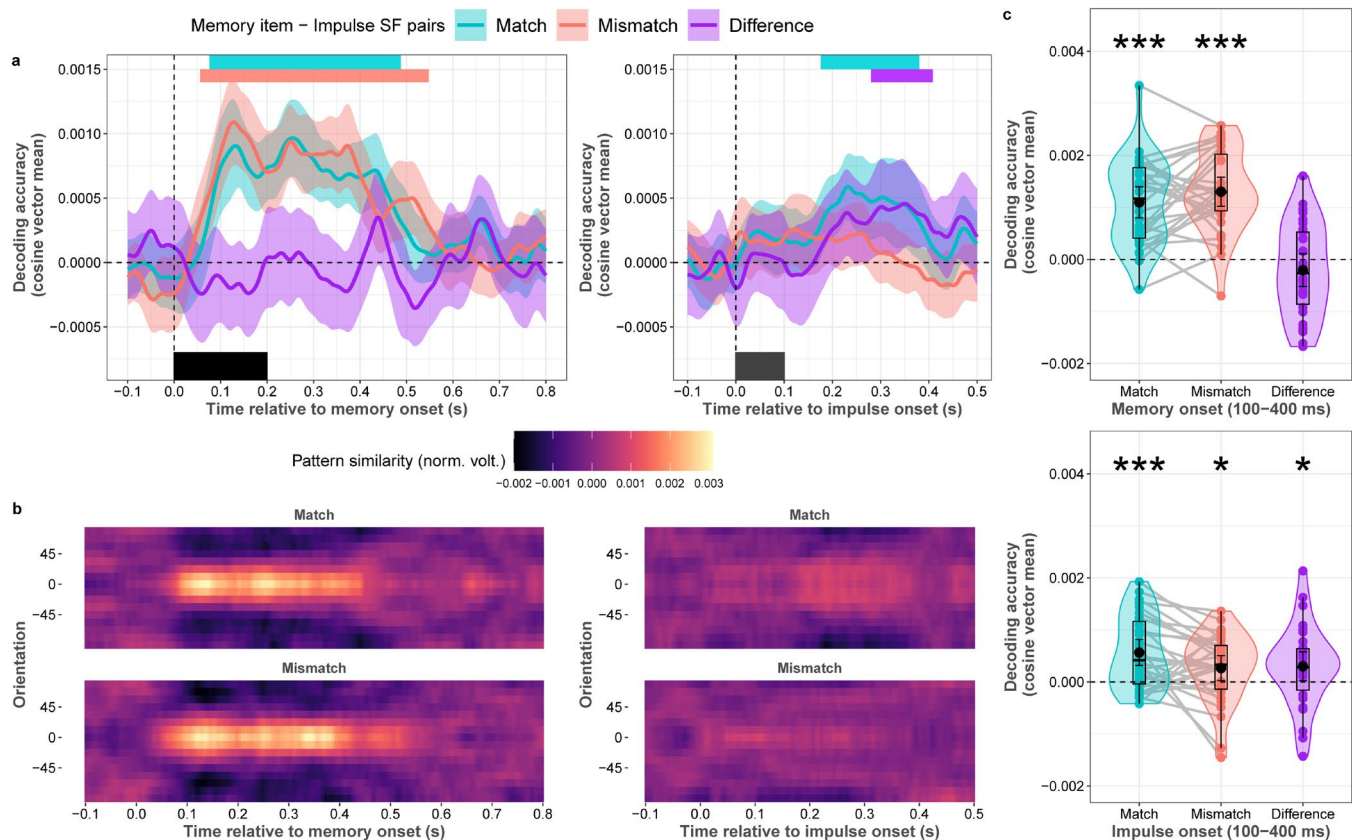 Memory item – Impulse SF pairs Match Mismatch Difference
a
Decoding accuracy
(cosine vector mean)
0.0015
0.0010
0.0005
0.0000
−0.0005
−0.1 0.0 0.1 0.2 0.3 0.4 0.5 0.6 0.7 0.8
Time relative to memory onset (s)
Decoding accuracy
(cosine vector mean)
0.0015
0.0010
0.0005
0.0000
−0.0005
−0.1 0.0 0.1 0.2 0.3 0.4 0.5
Time relative to impulse onset (s)
Pattern similarity (norm. volt.)
−0.002 −0.001 0.000 0.001 0.002 0.003
b
Match
Orientation
45
0
−45
Mismatch
Orientation
45
0
−45
−0.1 0.0 0.1 0.2 0.3 0.4 0.5 0.6 0.7 0.8
Time relative to memory onset (s)
Match
Orientation
45
0
−45
Mismatch
Orientation
45
0
−45
−0.1 0.0 0.1 0.2 0.3 0.4 0.5
Time relative to impulse onset (s)
c
*** ***
Decoding accuracy
(cosine vector mean)
0.004
0.002
0.000
−0.002
Match Mismatch Difference
Memory onset (100−400 ms)
*** * *
Decoding accuracy
(cosine vector mean)
0.004
0.002
0.000
−0.002
Match Mismatch Difference
Impulse onset (100−400 ms)